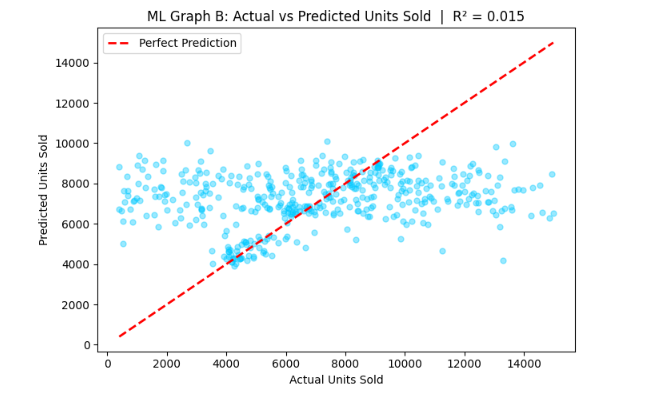 ML Graph B: Actual vs Predicted Units Sold | R² = 0.015
Perfect Prediction
Predicted Units Sold
14000
12000
10000
8000
6000
4000
2000
0
0 2000 4000 6000 8000 10000 12000 14000
Actual Units Sold